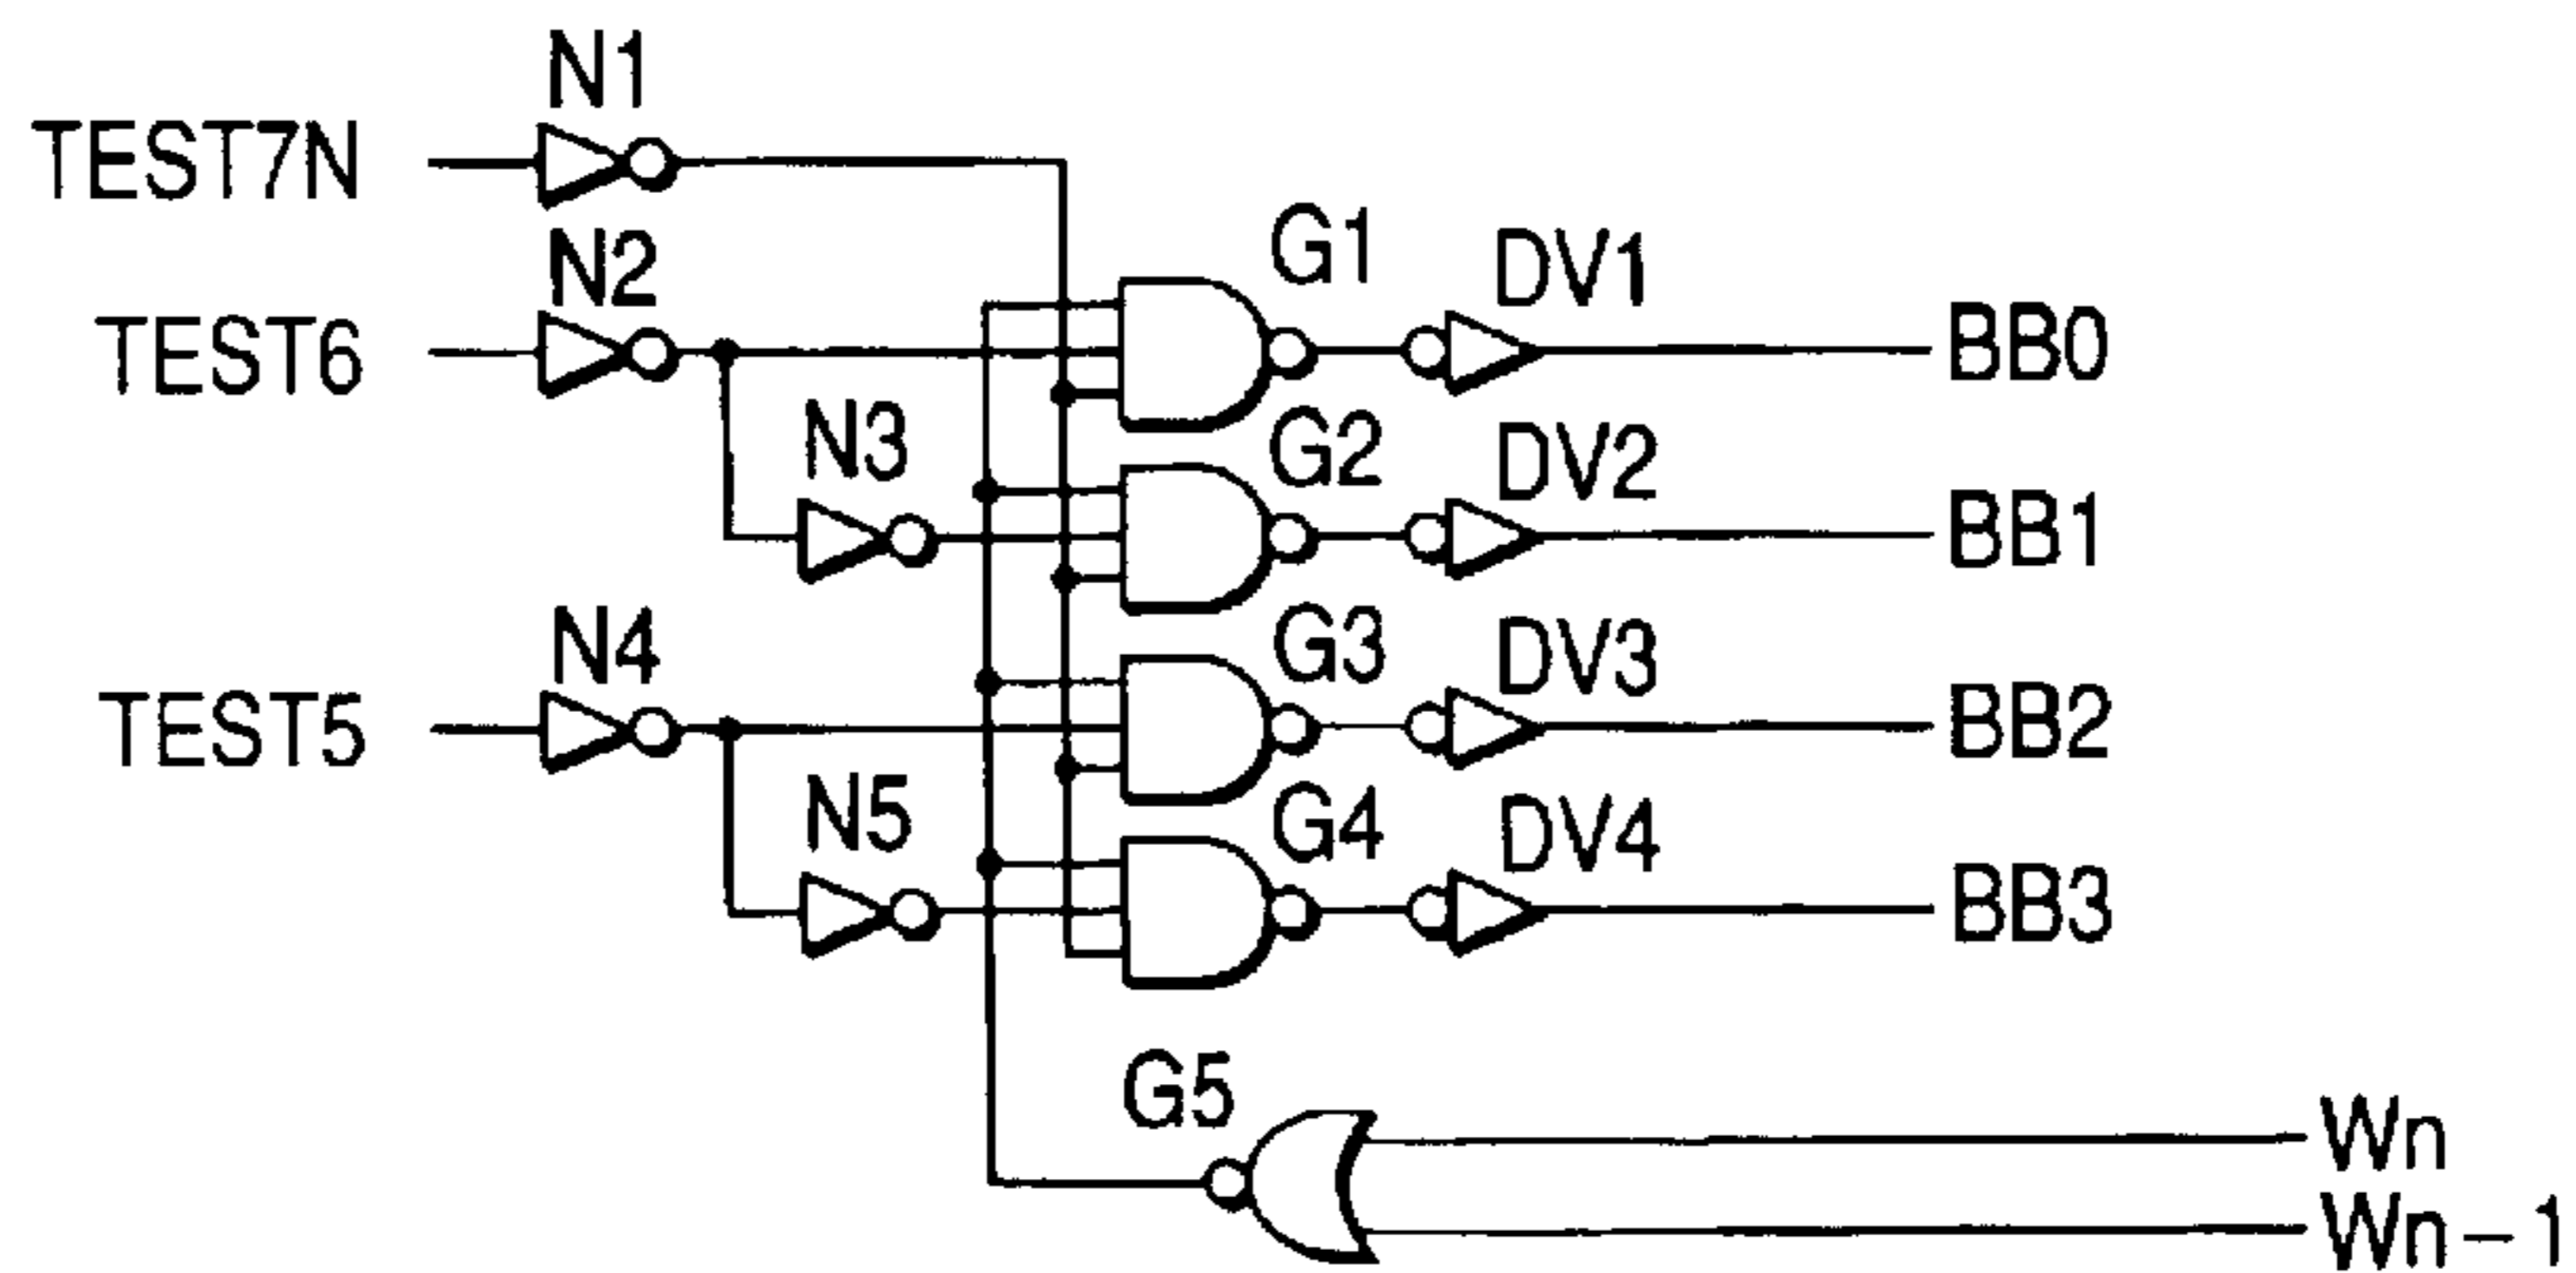 N1
TEST7N
N2
G1 DV1
TEST6 BB0
N3 G2 DV2
BB1
N4 G3 DV3
TEST5 BB2
N5 G4 DV4
BB3
G5
Wn
Wn-1